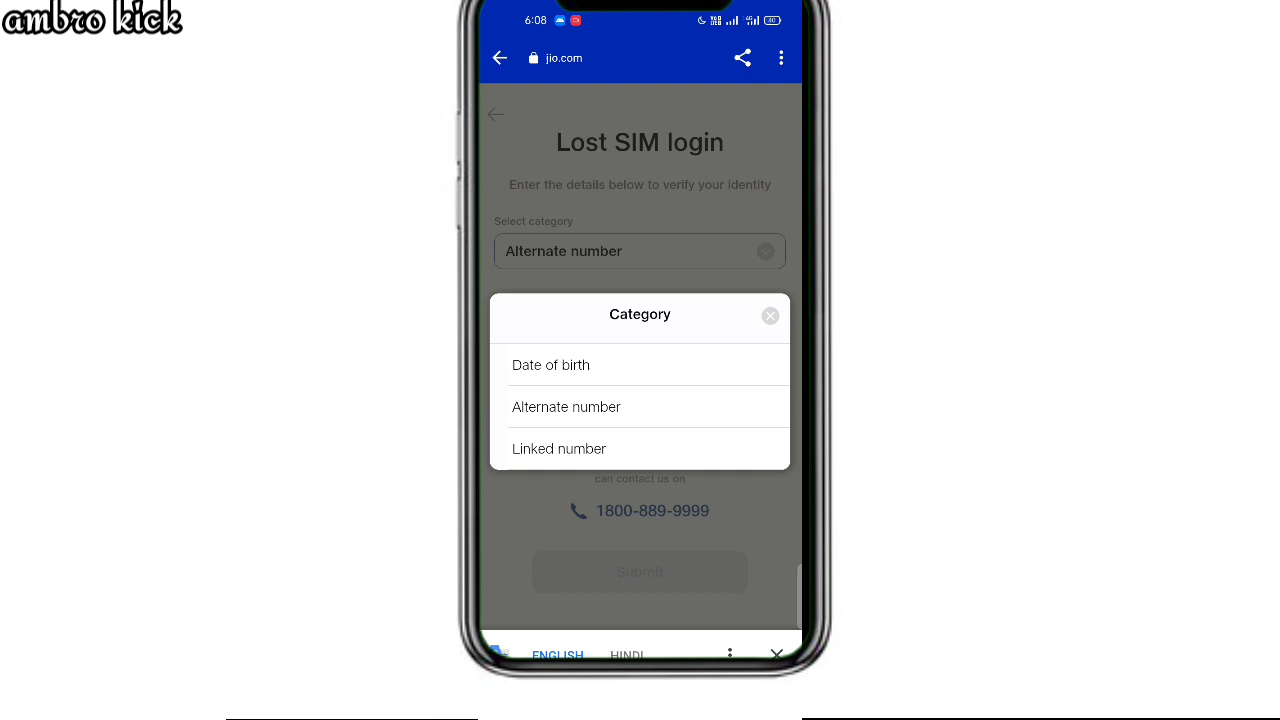 ambro kick
6:08
jio.com
Lost SIM login
Enter the details below to verify your identity
Select category
Alternate number
Category
Date of birth
Alternate number
Linked number
can contact us on
1800-889-9999
Submit
ENGLISH HINDI